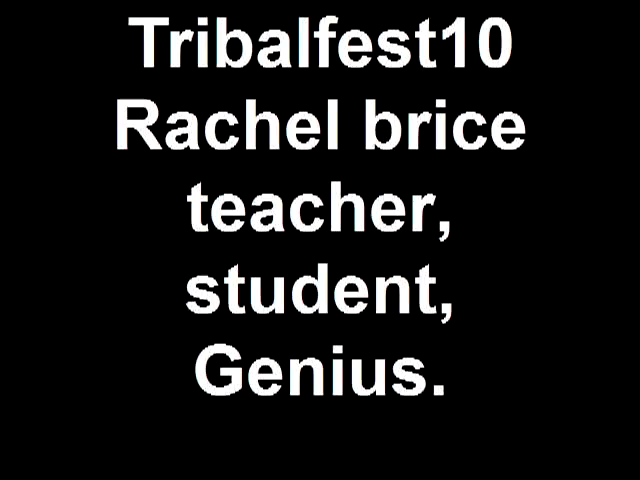 Tribalfest10
Rachel brice
teacher,
student,
Genius.